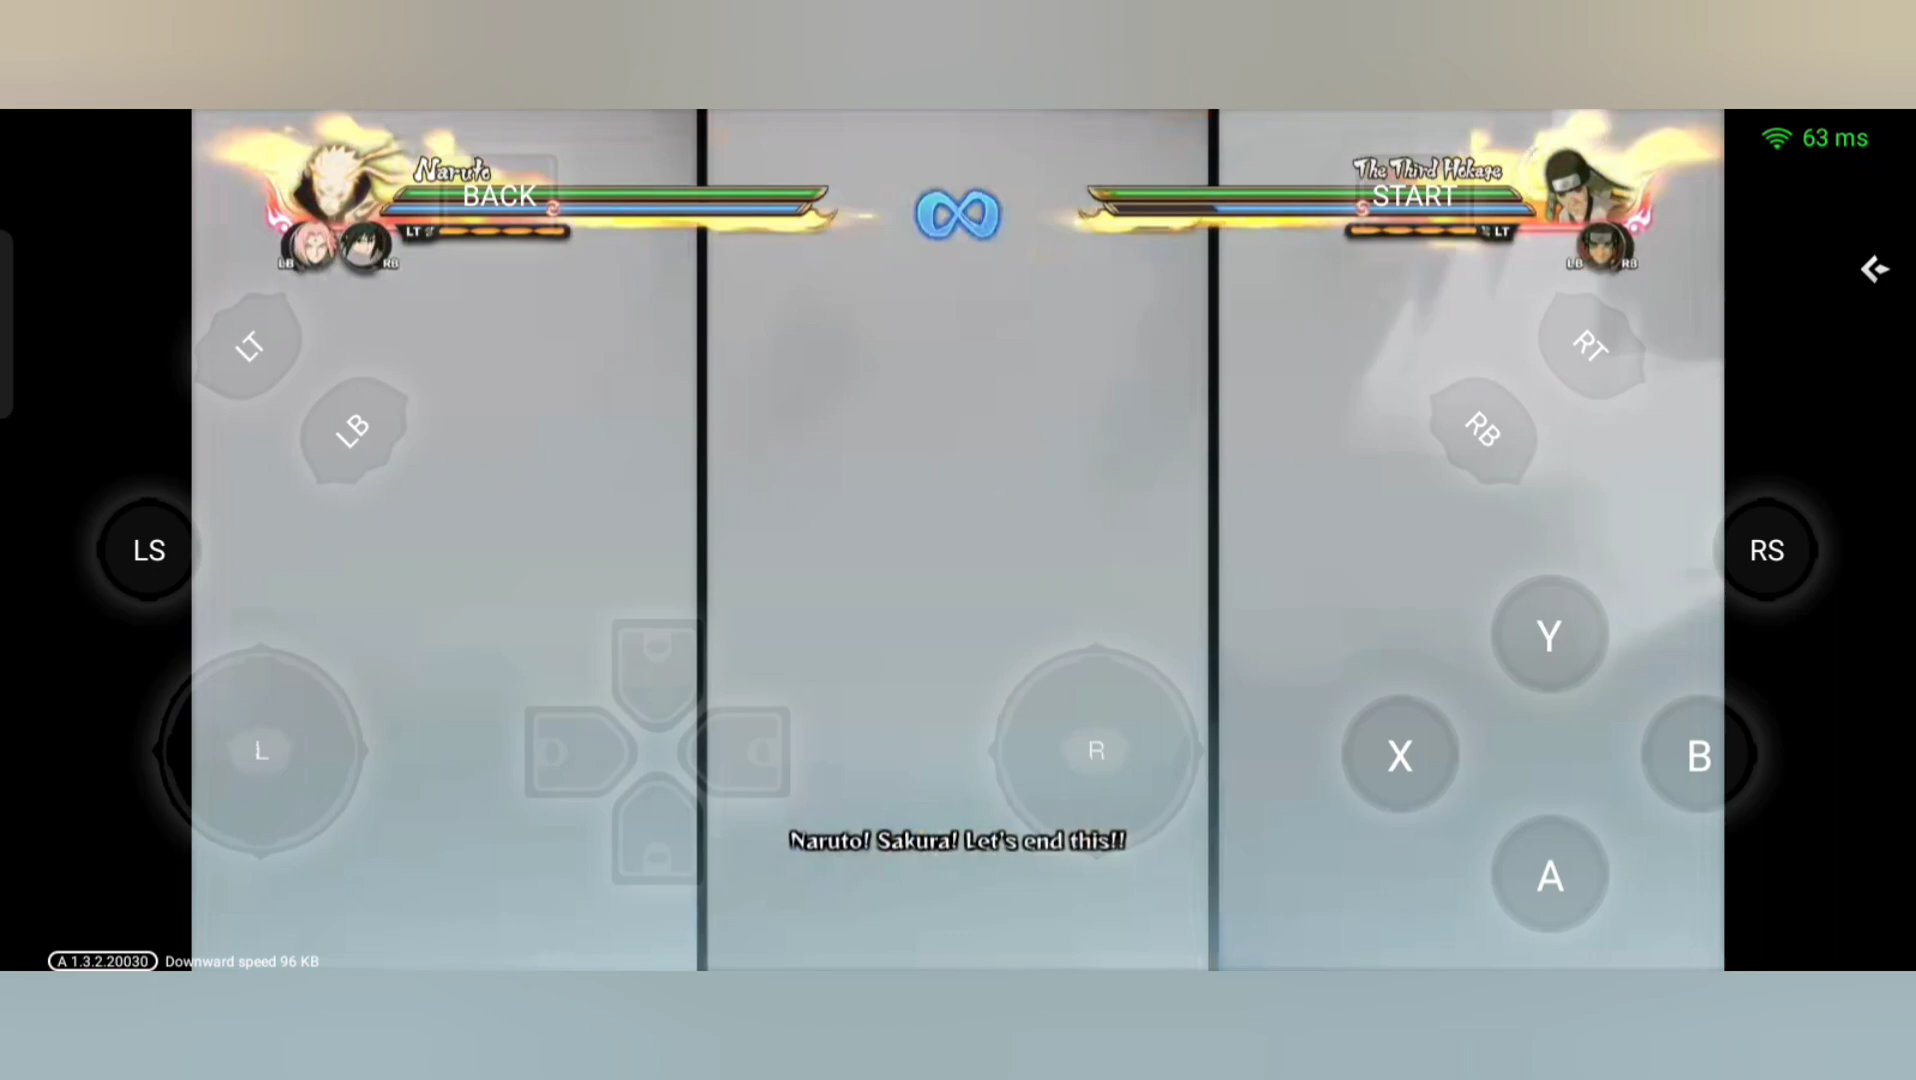 63 ms
Naruto
The Third Hokage
BACK
START
LT
LT
LB
RB
LB
RB
LT
RT
LB
RB
LS
RS
Y
L
R
X
B
Naruto! Sakura! Let's end this!!
A
A 1.3.2.20030 Downward speed 96 KB